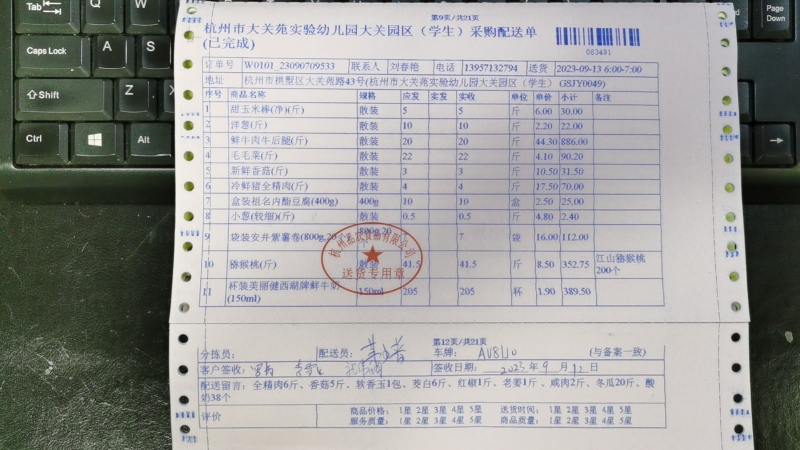 Tab
Q
W
Caps Lock
A
S
Shift
Z
Ctrl
Alt
PgDn
Page
Down
第9页/共21页
杭州市大关苑实验幼儿园大关园区（学生）采购配送单
(已完成)
083491
订单号 W0101_23090709533 联系人 刘春艳 电话 13957132794 送货 2023-09-13 6:00-7:00
地址 杭州市拱墅区大关苑路43号(杭州市大关苑实验幼儿园大关园区（学生）GSJY0049)
序号 商品名称 规格 应发 实发 实收 单位 单价 小计 备注
1 甜玉米棒(净)(斤) 散装 5 5 斤 6.00 30.00
2 洋葱(斤) 散装 10 10 斤 2.20 22.00
3 鲜牛肉牛后腿(斤) 散装 20 20 斤 44.30 886.00
4 毛毛菜(斤) 散装 22 22 斤 4.10 90.20
5 新鲜香菇(斤) 散装 3 3 斤 10.50 31.50
6 冷鲜猪全精肉(斤) 散装 4 4 斤 17.50 70.00
7 盒装祖名内酯豆腐(400g) 400g 10 10 盒 2.50 25.00
8 小葱(较细)(斤) 散装 0.5 0.5 斤 4.80 2.40
9 袋装安井紫薯卷(800g,20个) 800g,20 7 袋 16.00 112.00
10 猕猴桃(斤) 散装 41.5 41.5 斤 8.50 352.75 江山猕猴桃
200个
11 杯装美丽健西湖牌鲜牛奶
(150ml) 150ml 205 205 杯 1.90 389.50
送货专用章
第12页/共21页
分拣员： 配送员： 车牌： (与备案一致)
客户签收： 签收日期： 2023年9月12日
配送留言：全精肉6斤、香菇5斤、软香玉1包、茭白6斤、红椒1斤、老姜1斤 、咸肉2斤、冬瓜20斤、酸
奶38个
评价 商品价格： 1星 2星 3星 4星 5星 送货时间： 1星 2星 3星 4星 5星
服务质量： 1星 2星 3星 4星 5星 商品质量： 1星 2星 3星 4星 5星